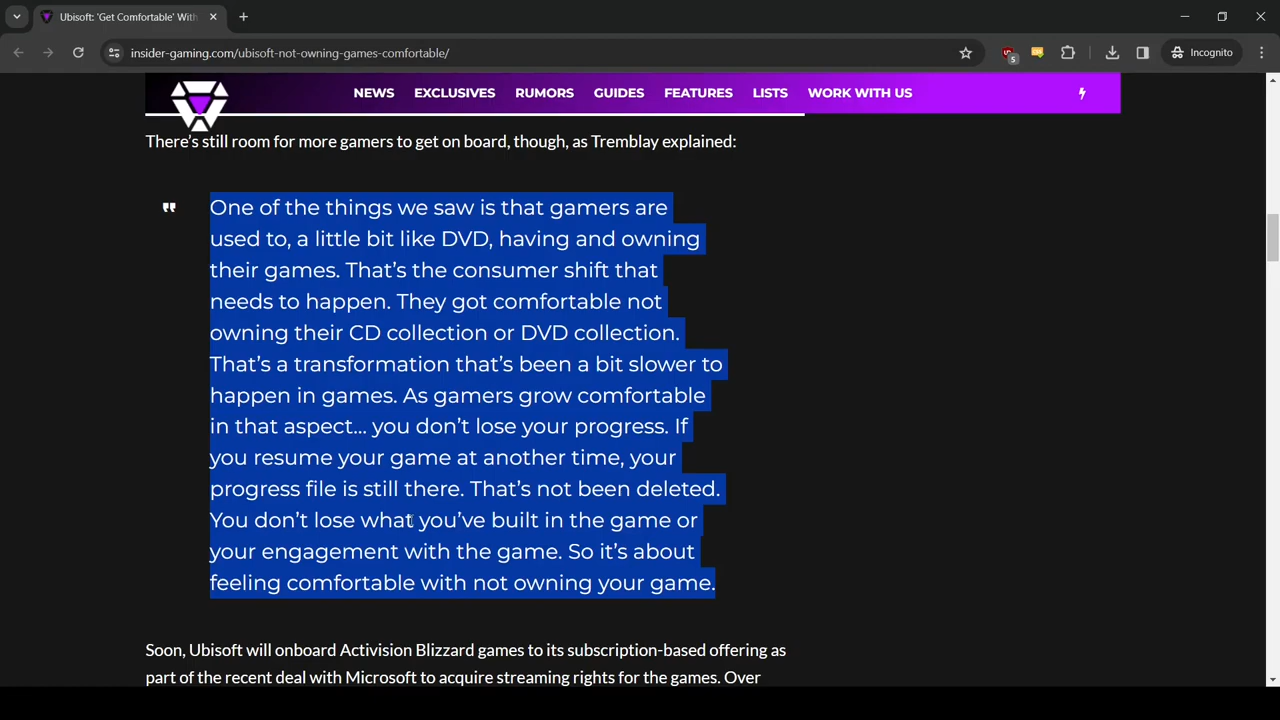 Ubisoft: 'Get Comfortable' With
insider-gaming.com/ubisoft-not-owning-games-comfortable/
5
Incognito
NEWS EXCLUSIVES RUMORS GUIDES FEATURES LISTS WORK WITH US
There's still room for more gamers to get on board, though, as Tremblay explained:
One of the things we saw is that gamers are
used to, a little bit like DVD, having and owning
their games. That's the consumer shift that
needs to happen. They got comfortable not
owning their CD collection or DVD collection.
That's a transformation that's been a bit slower to
happen in games. As gamers grow comfortable
in that aspect… you don't lose your progress. If
you resume your game at another time, your
progress file is still there. That's not been deleted.
You don't lose what you've built in the game or
your engagement with the game. So it's about
feeling comfortable with not owning your game.
Soon, Ubisoft will onboard Activision Blizzard games to its subscription-based offering as
part of the recent deal with Microsoft to acquire streaming rights for the games. Over